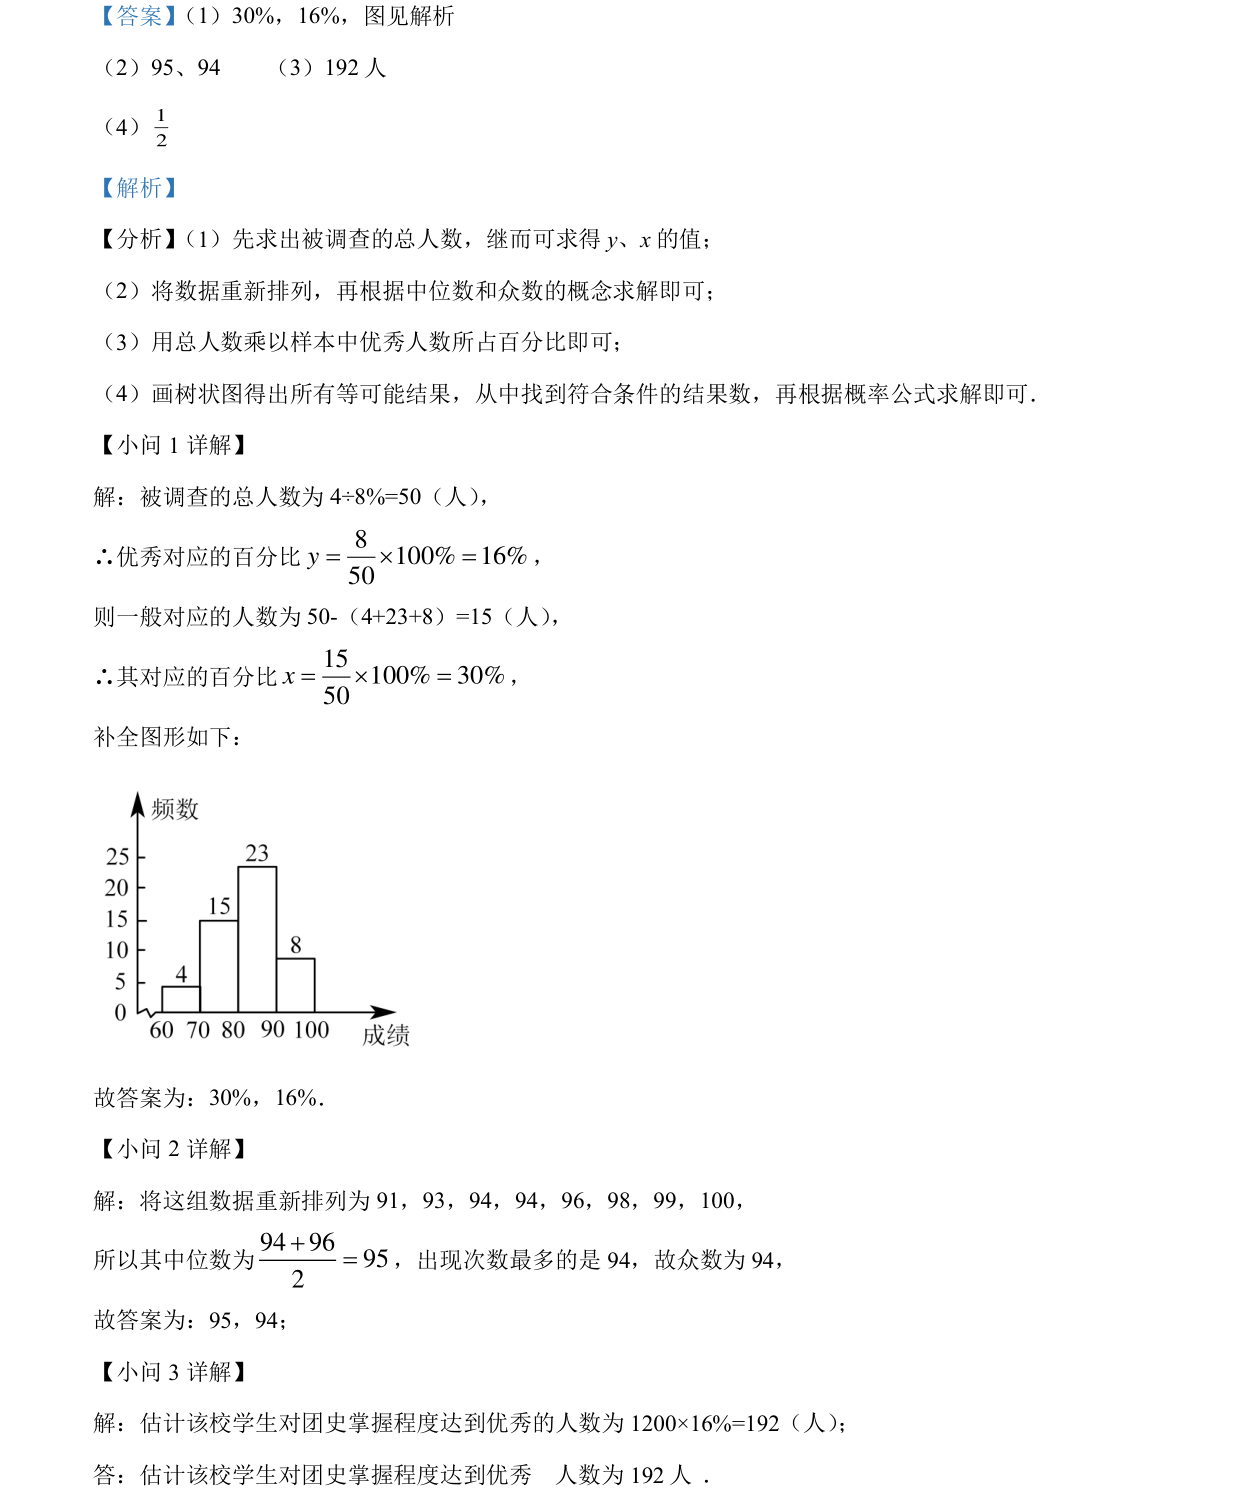 【答案】（1）30%，16%，图见解析
（2）95、94 （3）192 人
（4）1/2
【解析】
【分析】（1）先求出被调查的总人数，继而可求得 y、x 的值；
（2）将数据重新排列，再根据中位数和众数的概念求解即可；
（3）用总人数乘以样本中优秀人数所占百分比即可；
（4）画树状图得出所有等可能结果，从中找到符合条件的结果数，再根据概率公式求解即可．
【小问 1 详解】
解：被调查的总人数为 4÷8%=50（人），
∴优秀对应的百分比 y = 8/50 ×100% = 16%，
则一般对应的人数为 50-（4+23+8）=15（人），
∴其对应的百分比 x = 15/50 ×100% = 30%，
补全图形如下：
频数
25
20
15
10
5
0
4
15
23
8
60 70 80 90 100
成绩
故答案为：30%，16%．
【小问 2 详解】
解：将这组数据重新排列为 91，93，94，94，96，98，99，100，
所以其中位数为 (94+96)/2 = 95，出现次数最多的是 94，故众数为 94，
故答案为：95，94；
【小问 3 详解】
解：估计该校学生对团史掌握程度达到优秀的人数为 1200×16%=192（人）；
答：估计该校学生对团史掌握程度达到优秀 人数为 192 人 ．